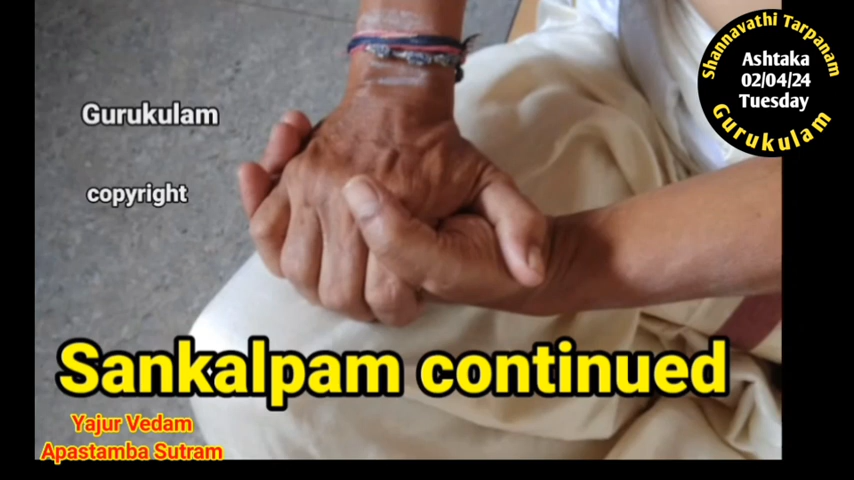 Shannavathi Tarpanam
Ashtaka
02/04/24
Tuesday
Gurukulam
Gurukulam
copyright
Sankalpam continued
Yajur Vedam
Apastamba Sutram